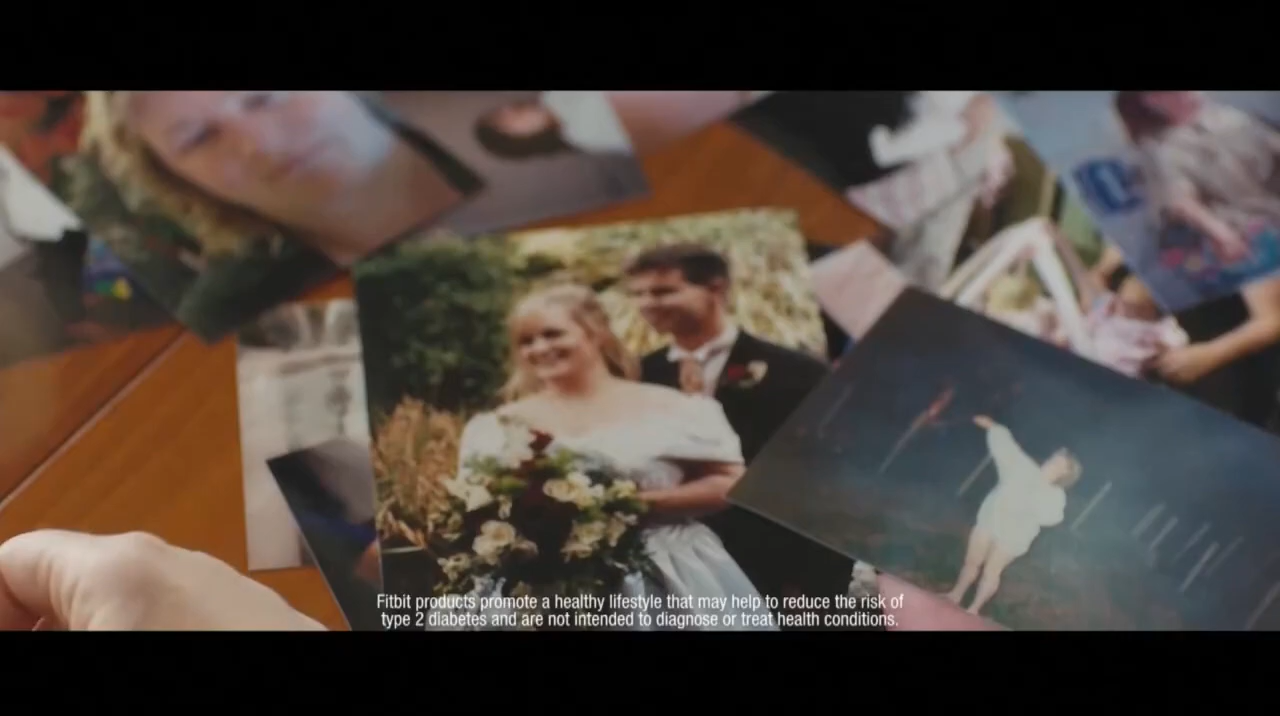 Fitbit products promote a healthy lifestyle that may help to reduce the risk of
type 2 diabetes and are not intended to diagnose or treat health conditions.